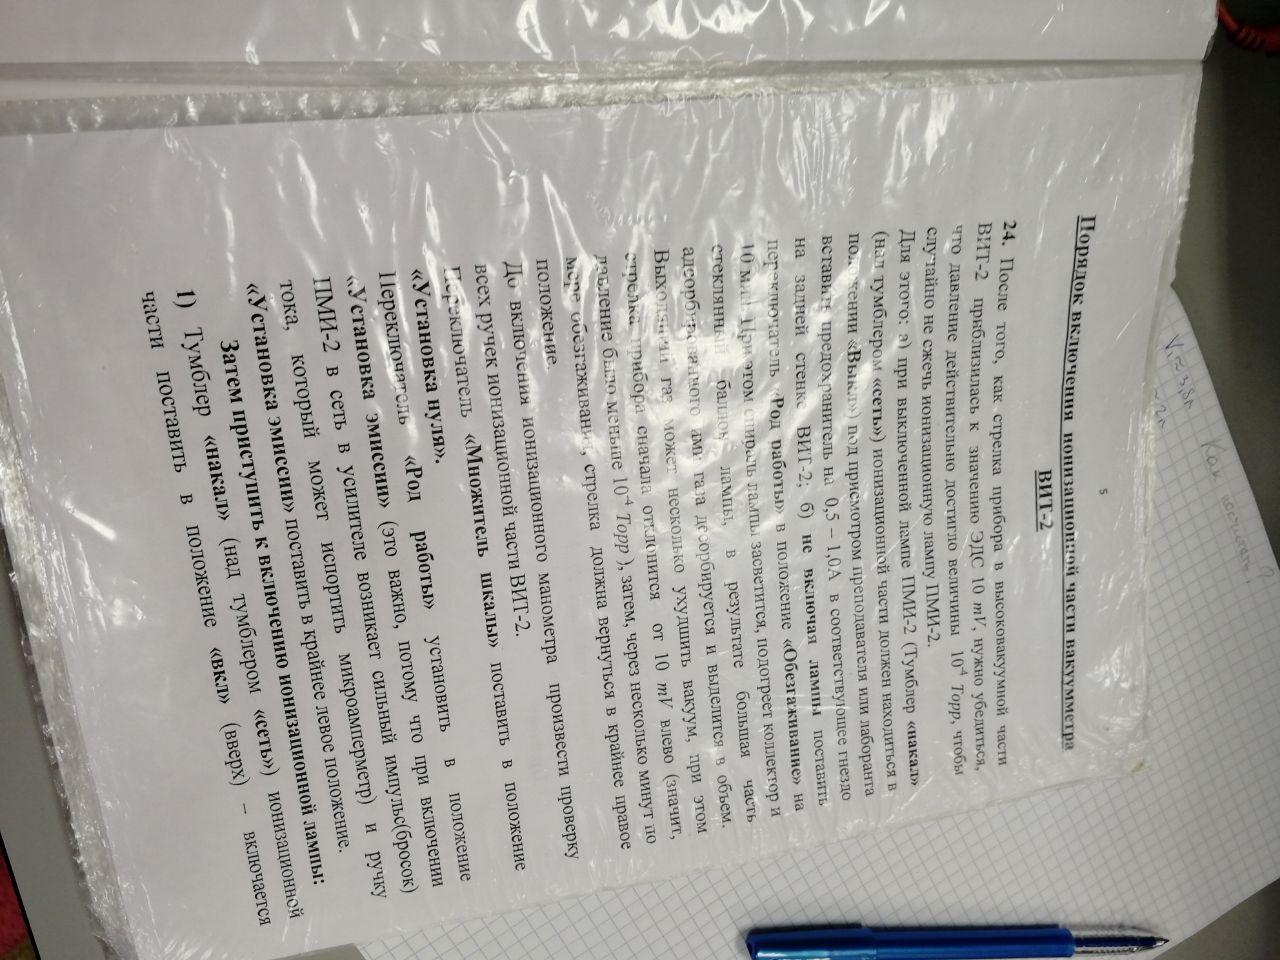 Как посчитать?
V₁ ≈ 3,8л
≈ 2л
5
Порядок включения ионизационной части вакуумметра
ВИТ-2
24. После того, как стрелка прибора в высоковакуумной части
ВИТ-2 приблизилась к значению ЭДС 10 mV, нужно убедиться,
что давление действительно достигло величины 10⁻⁴ Торр, чтобы
случайно не сжечь ионизационную лампу ПМИ-2.
Для этого: а) при выключенной лампе ПМИ-2 (Тумблер «накал»
(над тумблером «сеть») ионизационной части должен находиться в
положении «Выкл») под присмотром преподавателя или лаборанта
вставить предохранитель на 0,5 – 1,0А в соответствующее гнездо
на задней стенке ВИТ-2; б) не включая лампы поставить
переключатель «Род работы» в положение «Обезгаживание» на
10 мин. При этом спираль лампы засветится, подогреет коллектор и
стеклянный баллон лампы, в результате большая часть
адсорбированного ими газа десорбируется и выделится в объем.
Выходящий газ может несколько ухудшить вакуум, при этом
стрелка прибора сначала отклонится от 10 mV влево (значит,
давление было меньше 10⁻⁴ Торр ), затем, через несколько минут по
мере обезгаживания, стрелка должна вернуться в крайнее правое
положение.
До включения ионизационного манометра произвести проверку
всех ручек ионизационной части ВИТ-2.
Переключатель «Множитель шкалы» поставить в положение
«Установка нуля».
Переключатель «Род работы» установить в положение
«Установка эмиссии» (это важно, потому что при включении
ПМИ-2 в сеть в усилителе возникает сильный импульс(бросок)
тока, который может испортить микроамперметр) и ручку
«Установка эмиссии» поставить в крайнее левое положение.
Затем приступить к включению ионизационной лампы:
1) Тумблер «накал» (над тумблером «сеть») ионизационной
части поставить в положение «вкл» (вверх) – включается